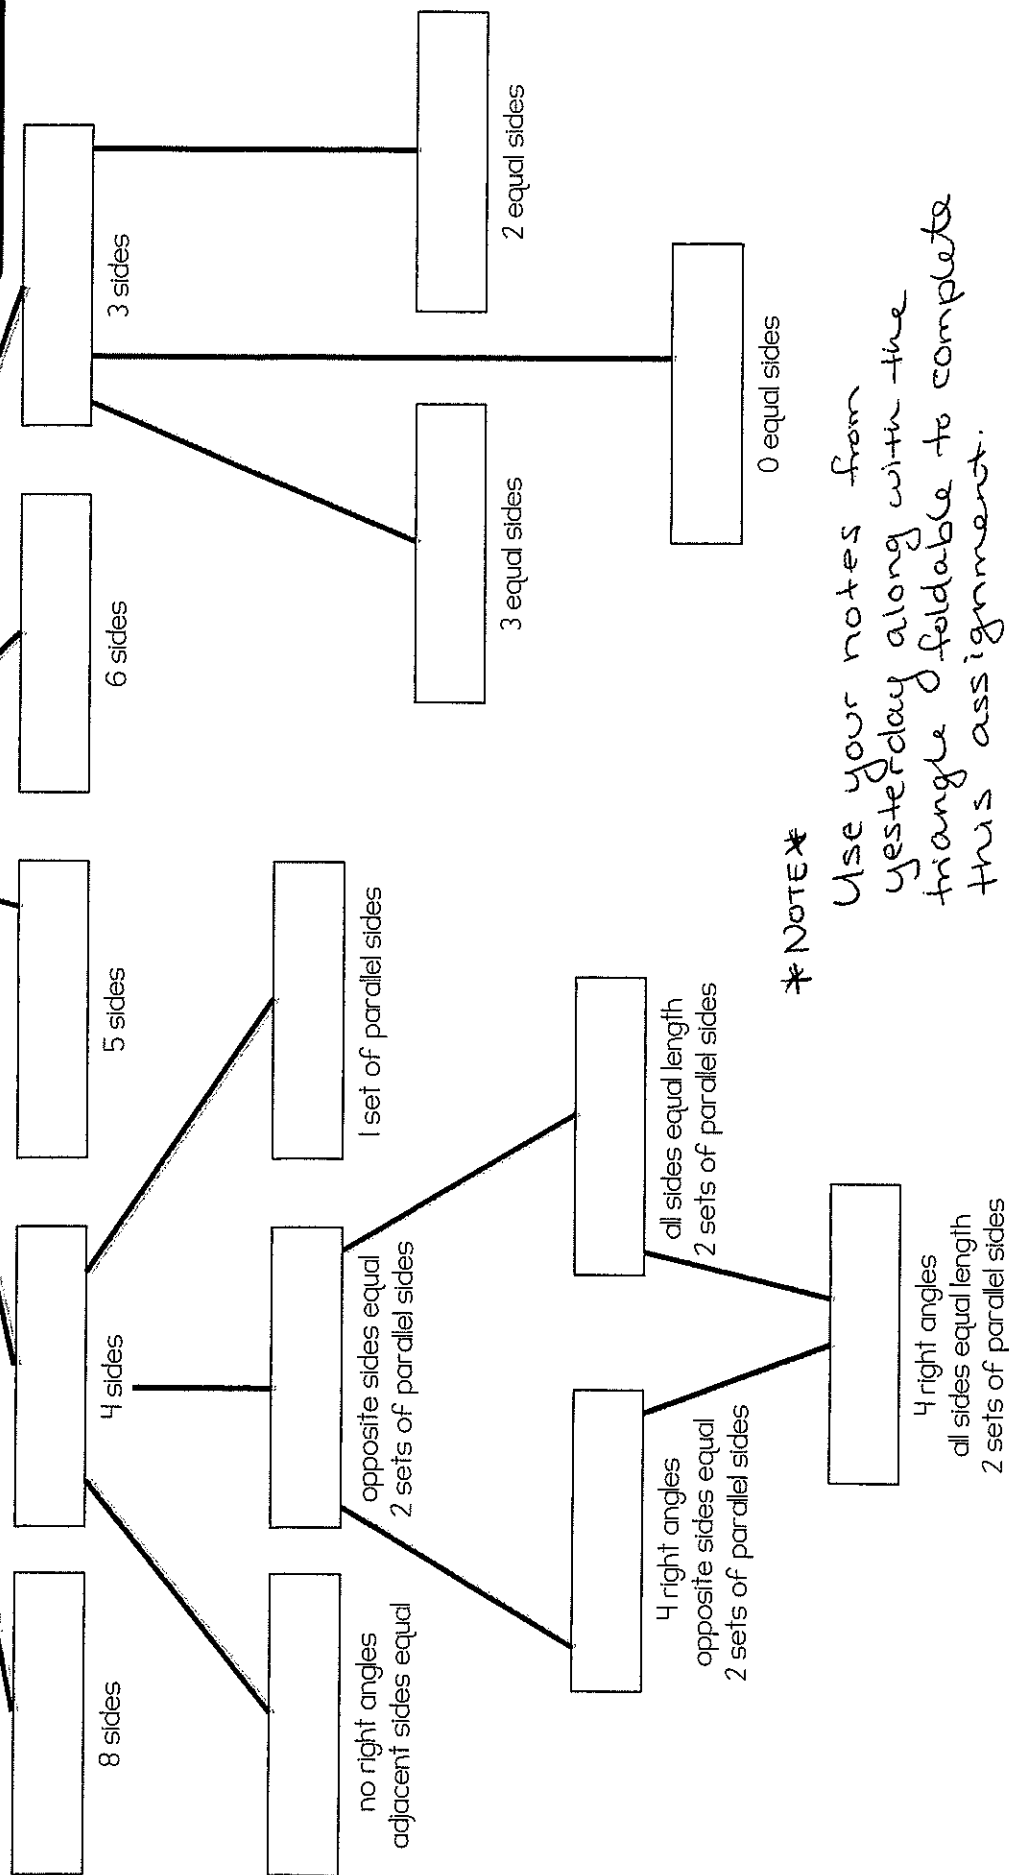 8 sides
4 sides
5 sides
6 sides
3 sides
no right angles
adjacent sides equal
opposite sides equal
2 sets of parallel sides
1 set of parallel sides
3 equal sides
2 equal sides
4 right angles
opposite sides equal
2 sets of parallel sides
all sides equal length
2 sets of parallel sides
0 equal sides
4 right angles
all sides equal length
2 sets of parallel sides
*NOTE*
Use your notes from
yesterday along with the
triangle foldable to complete
this assignment.